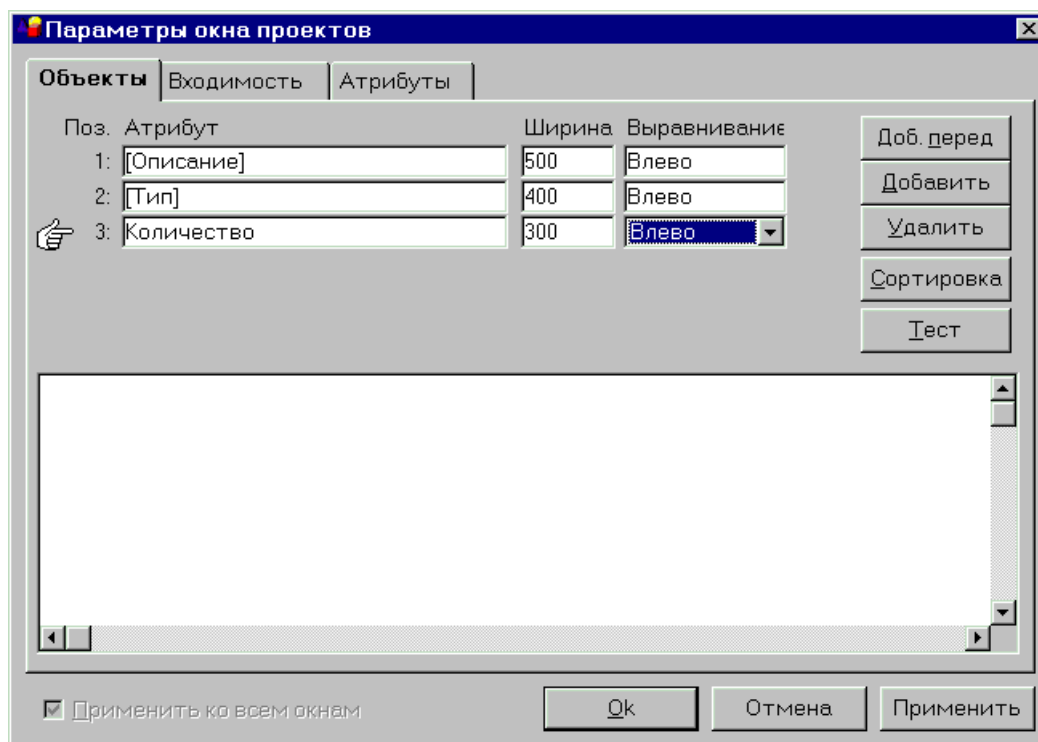 Параметры окна проектов
Объекты Входимость Атрибуты
Поз. Атрибут Ширина Выравнивание
1: [Описание] 500 Влево
2: [Тип] 400 Влево
3: Количество 300 Влево
Доб. перед
Добавить
Удалить
Сортировка
Тест
Применить ко всем окнам
Ok Отмена Применить